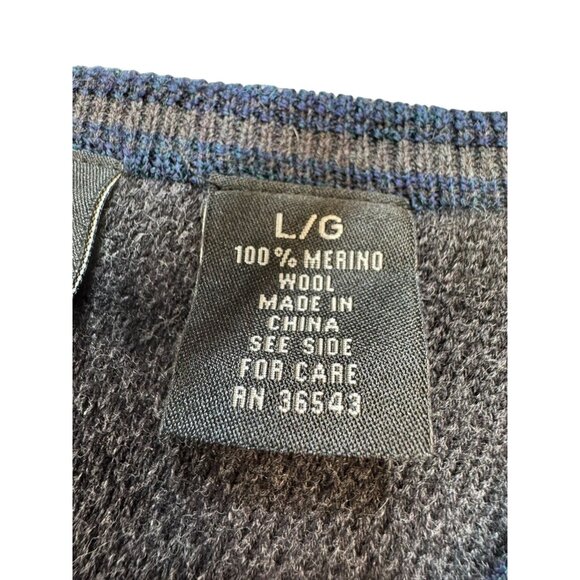 L/G
100% MERINO
WOOL
MADE IN
CHINA
SEE SIDE
FOR CARE
RN 36543